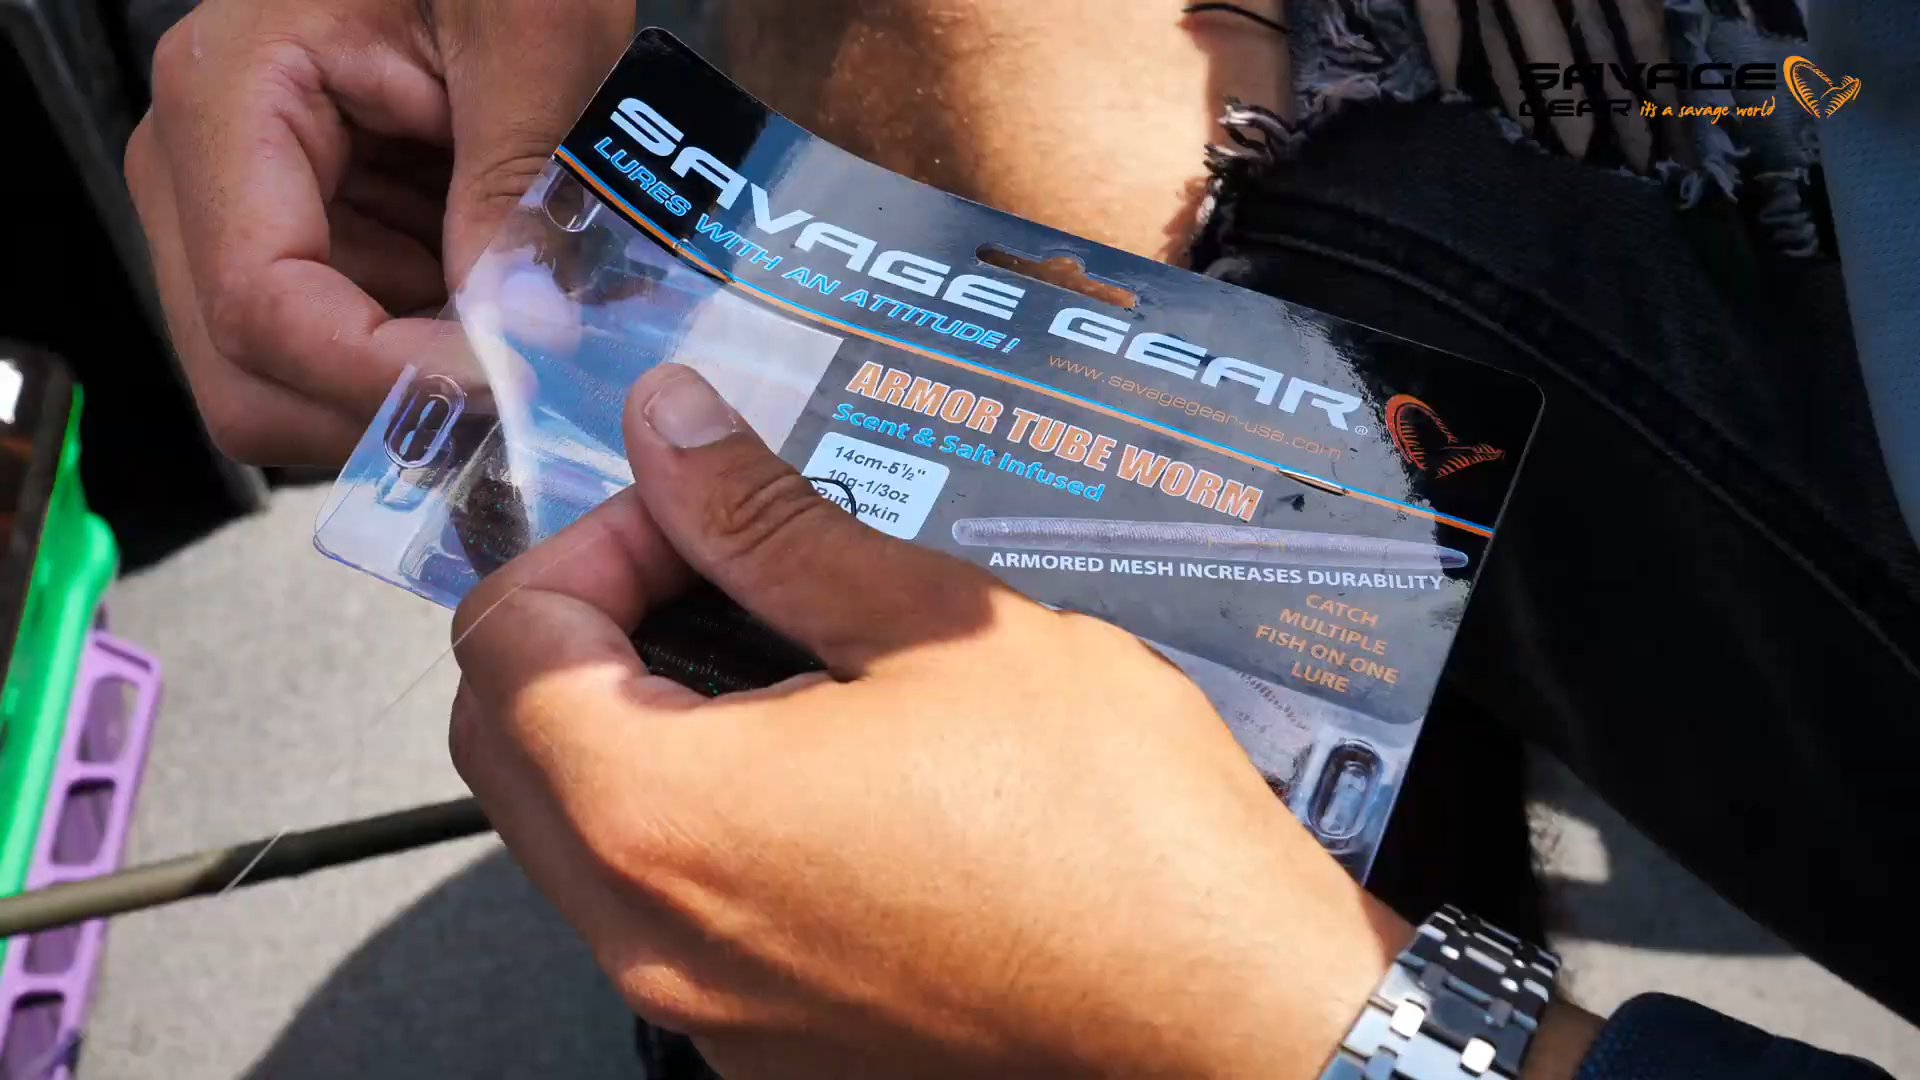 SAVAGE
GEAR it's a savage world
SAVAGE GEAR®
LURES WITH AN ATTITUDE!
www.savagegear-usa.com
ARMOR TUBE WORM
Scent & Salt Infused
14cm-5½"
10g-1/3oz
Pumpkin
ARMORED MESH INCREASES DURABILITY
CATCH
MULTIPLE
FISH ON ONE
LURE